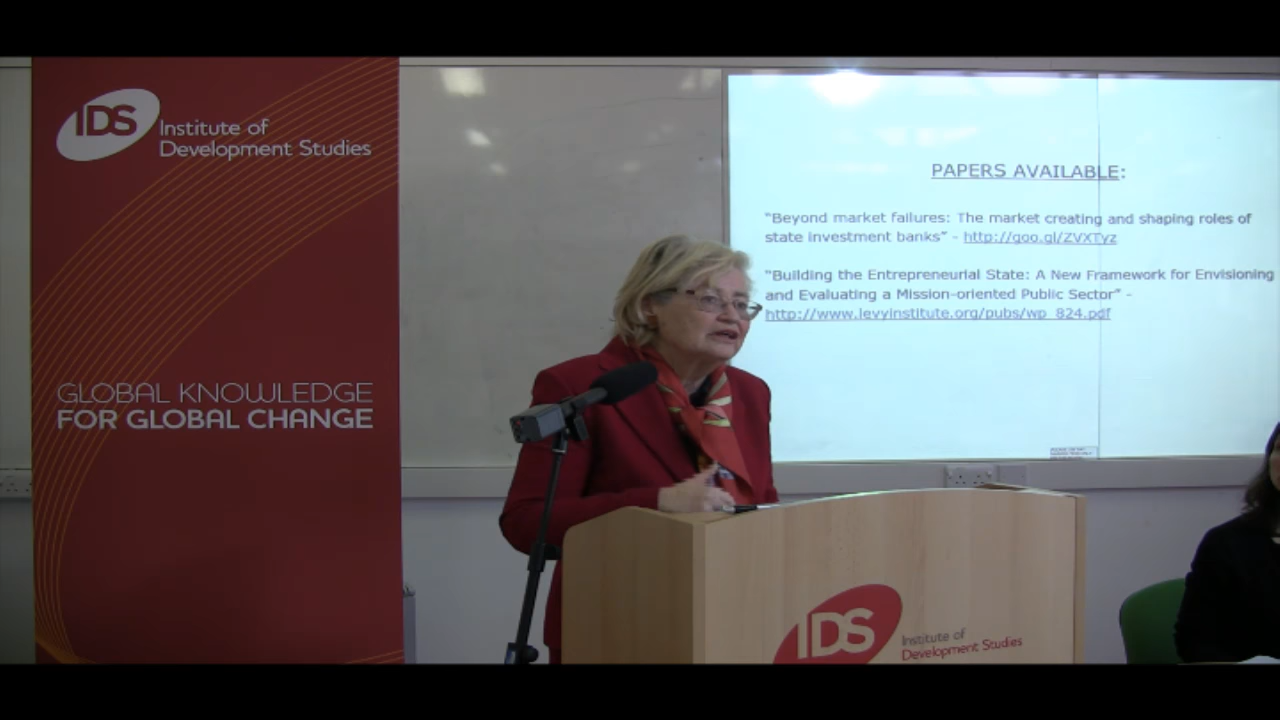 IDS
Institute of
Development Studies
GLOBAL KNOWLEDGE
FOR GLOBAL CHANGE
PAPERS AVAILABLE:
"Beyond market failures: The market creating and shaping roles of
state investment banks" - http://goo.gl/ZVXTyz
"Building the Entrepreneurial State: A New Framework for Envisioning
and Evaluating a Mission-oriented Public Sector" -
http://www.levyinstitute.org/pubs/wp_824.pdf
IDS
Institute of
Development Studies